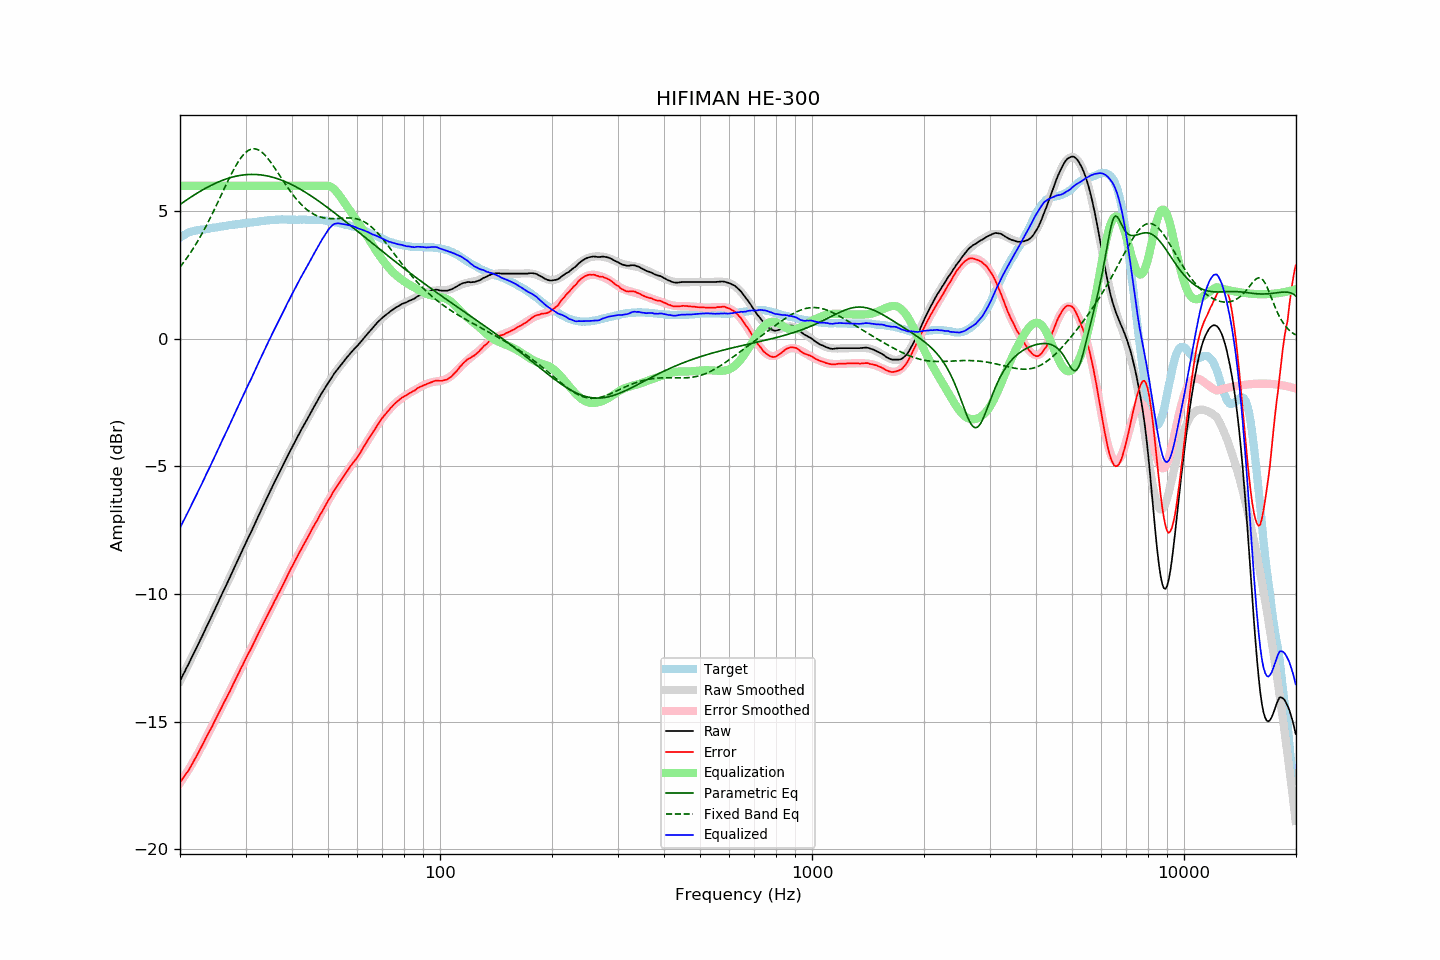 HIFIMAN HE-300
Amplitude (dBr)
5
0
−5
−10
−15
−20
Target
Raw Smoothed
Error Smoothed
Raw
Error
Equalization
Parametric Eq
Fixed Band Eq
Equalized
100
1000
10000
Frequency (Hz)